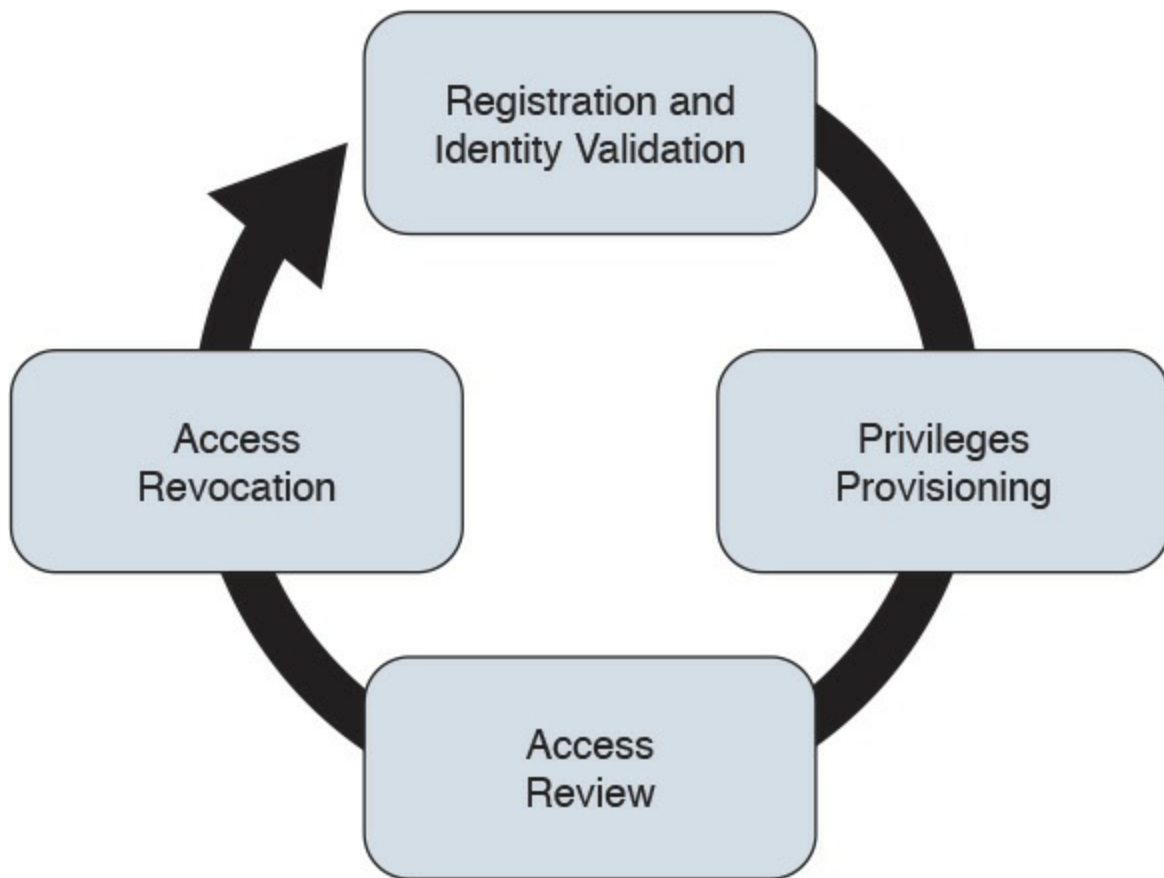 Registration and
Identity Validation
Privileges
Provisioning
Access
Review
Access
Revocation